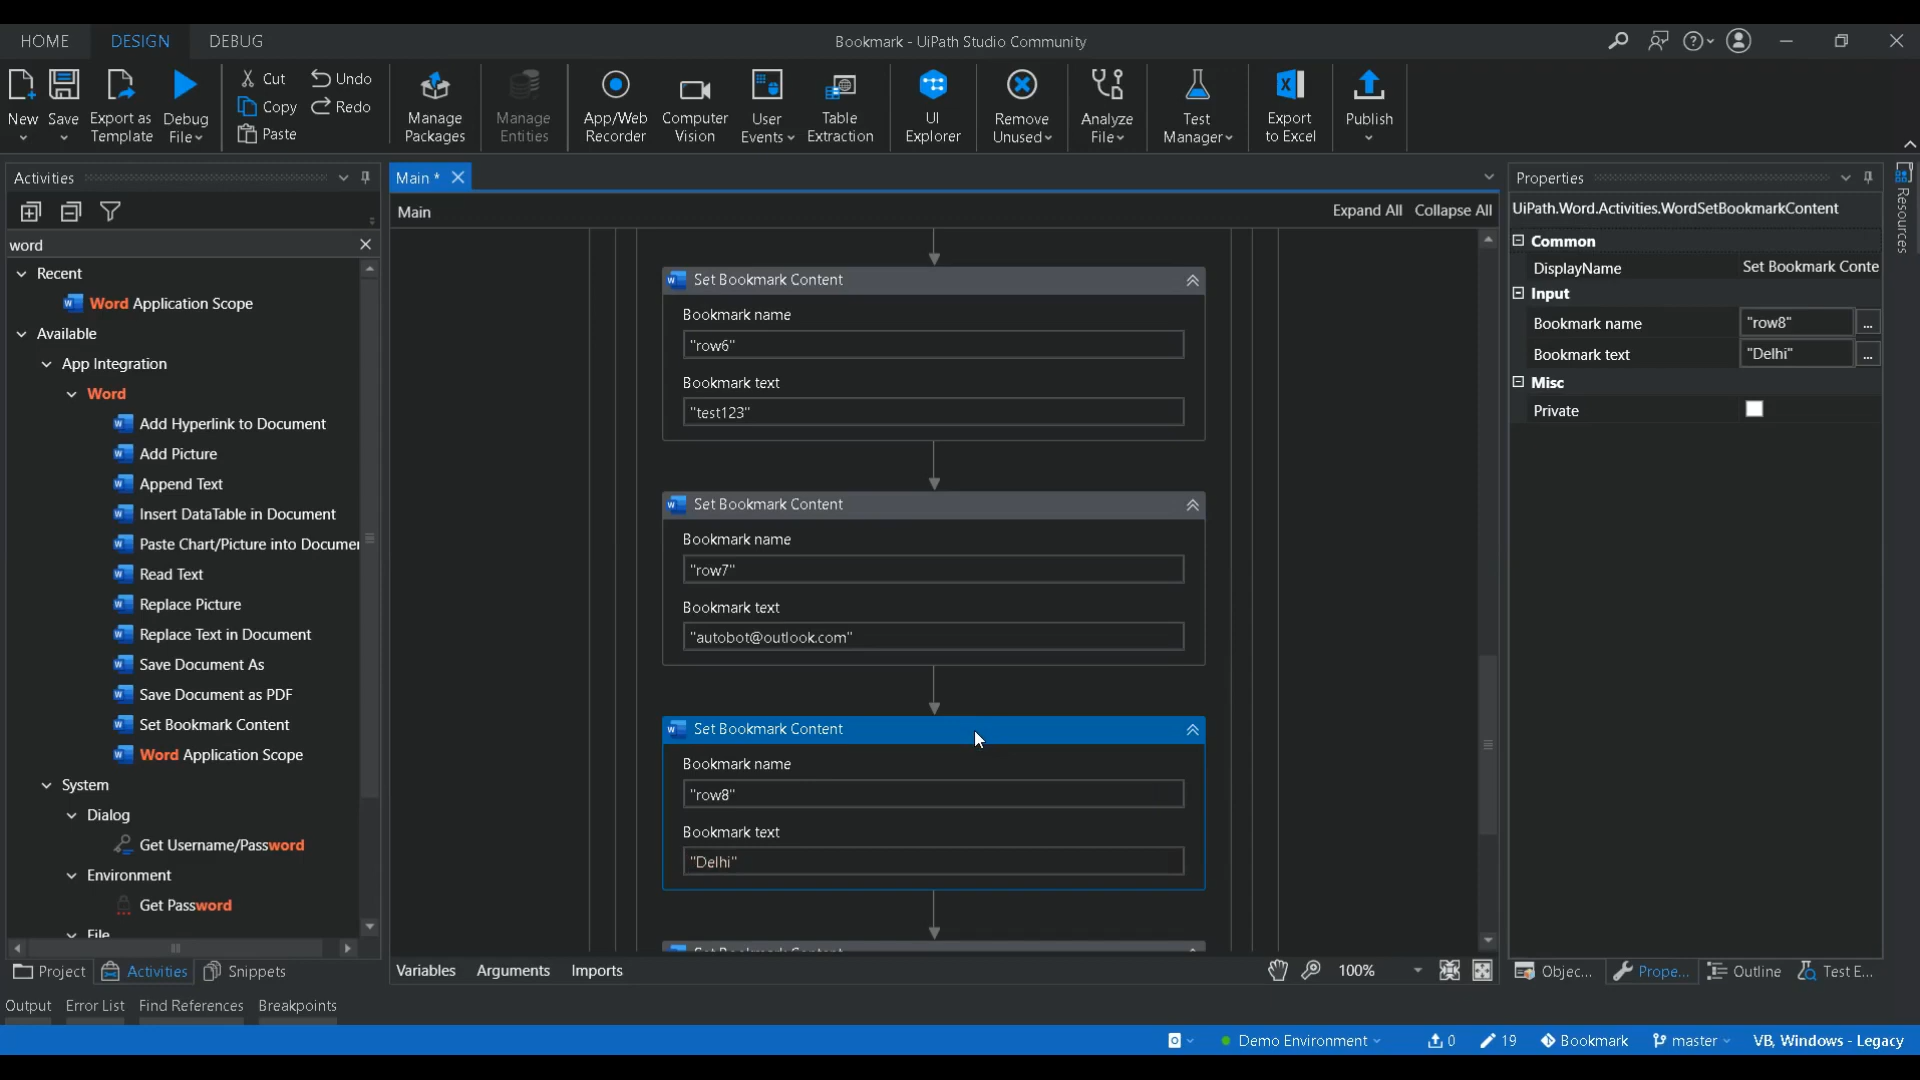 HOME
DESIGN
DEBUG
Bookmark - UiPath Studio Community
New
Save
Export as Template
Debug File
Cut
Copy
Paste
Undo
Redo
Manage Packages
Manage Entities
App/Web Recorder
Computer Vision
User Events
Table Extraction
UI Explorer
Remove Unused
Analyze File
Test Manager
Export to Excel
Publish
Activities
word
Recent
Word Application Scope
Available
App Integration
Word
Add Hyperlink to Document
Add Picture
Append Text
Insert DataTable in Document
Paste Chart/Picture into Documen
Read Text
Replace Picture
Replace Text in Document
Save Document As
Save Document as PDF
Set Bookmark Content
Word Application Scope
System
Dialog
Get Username/Password
Environment
Get Password
File
Project
Activities
Snippets
Main *
Main
Expand All
Collapse All
Set Bookmark Content
Bookmark name
"row6"
Bookmark text
"test123"
Set Bookmark Content
Bookmark name
"row7"
Bookmark text
"autobot@outlook.com"
Set Bookmark Content
Bookmark name
"row8"
Bookmark text
"Delhi"
Set Bookmark Content
Variables
Arguments
Imports
100%
Properties
UiPath.Word.Activities.WordSetBookmarkContent
Common
DisplayName
Set Bookmark Conte
Input
Bookmark name
"row8"
...
Bookmark text
"Delhi"
...
Misc
Private
Resources
Objec...
Prope...
Outline
Test E...
Output
Error List
Find References
Breakpoints
Demo Environment
0
19
Bookmark
master
VB, Windows - Legacy